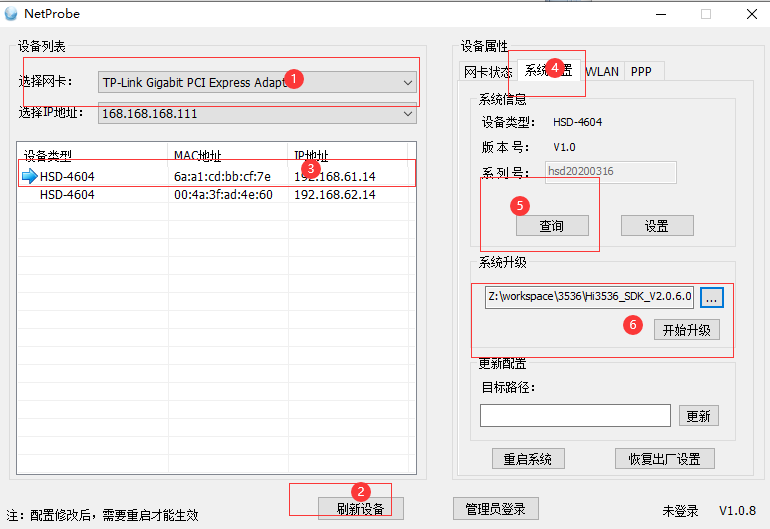 NetProbe
设备列表
选择网卡: TP-Link Gigabit PCI Express Adapt
1
选择IP地址: 168.168.168.111
设备类型 MAC地址 IP地址
HSD-4604 6a:a1:cd:bb:cf:7e 192.168.61.14
3
HSD-4604 00:4a:3f:ad:4e:60 192.168.62.14
2
刷新设备
注: 配置修改后, 需要重启才能生效
设备属性
网卡状态 系统 置 WLAN PPP
4
系统信息
设备类型: HSD-4604
版 本 号: V1.0
系 列 号: hsd20200316
5
查询 设置
系统升级
Z:\workspace\3536\Hi3536_SDK_V2.0.6.0 ...
6
开始升级
更新配置
目标路径:
更新
重启系统 恢复出厂设置
管理员登录 未登录 V1.0.8